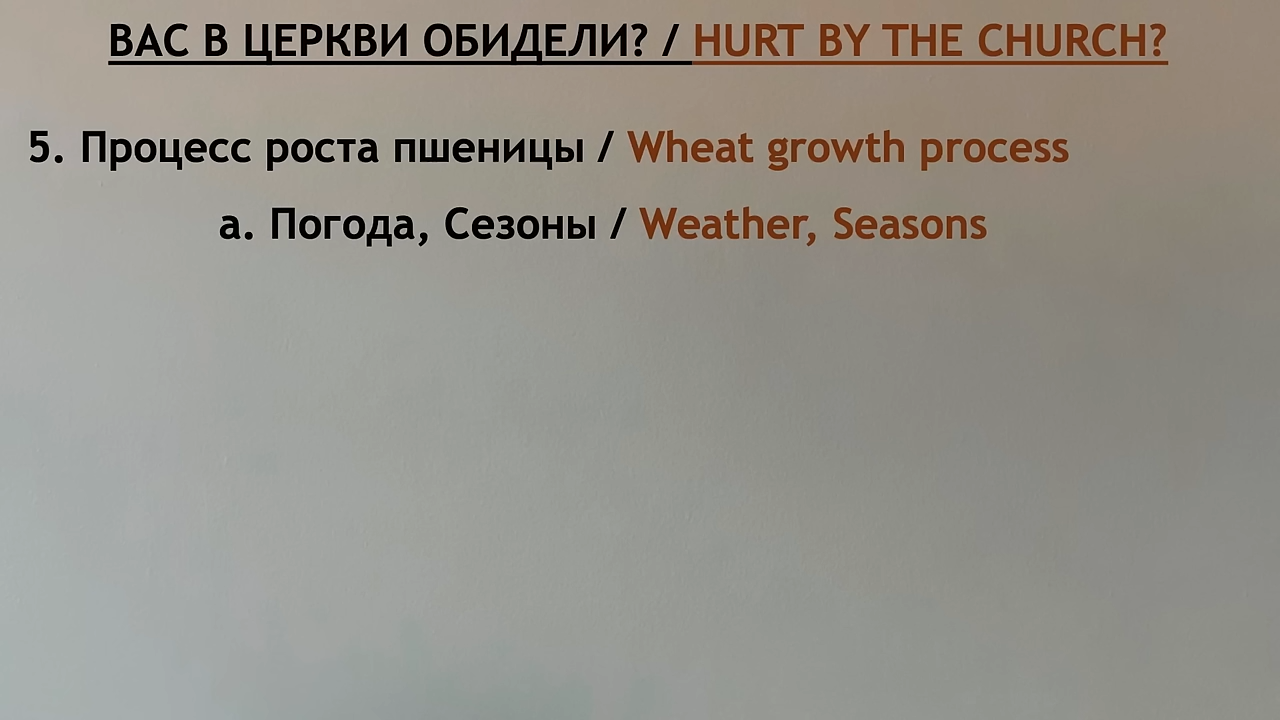 ВАС В ЦЕРКВИ ОБИДЕЛИ? / HURT BY THE CHURCH?
5. Процесс роста пшеницы / Wheat growth process
а. Погода, Сезоны / Weather, Seasons